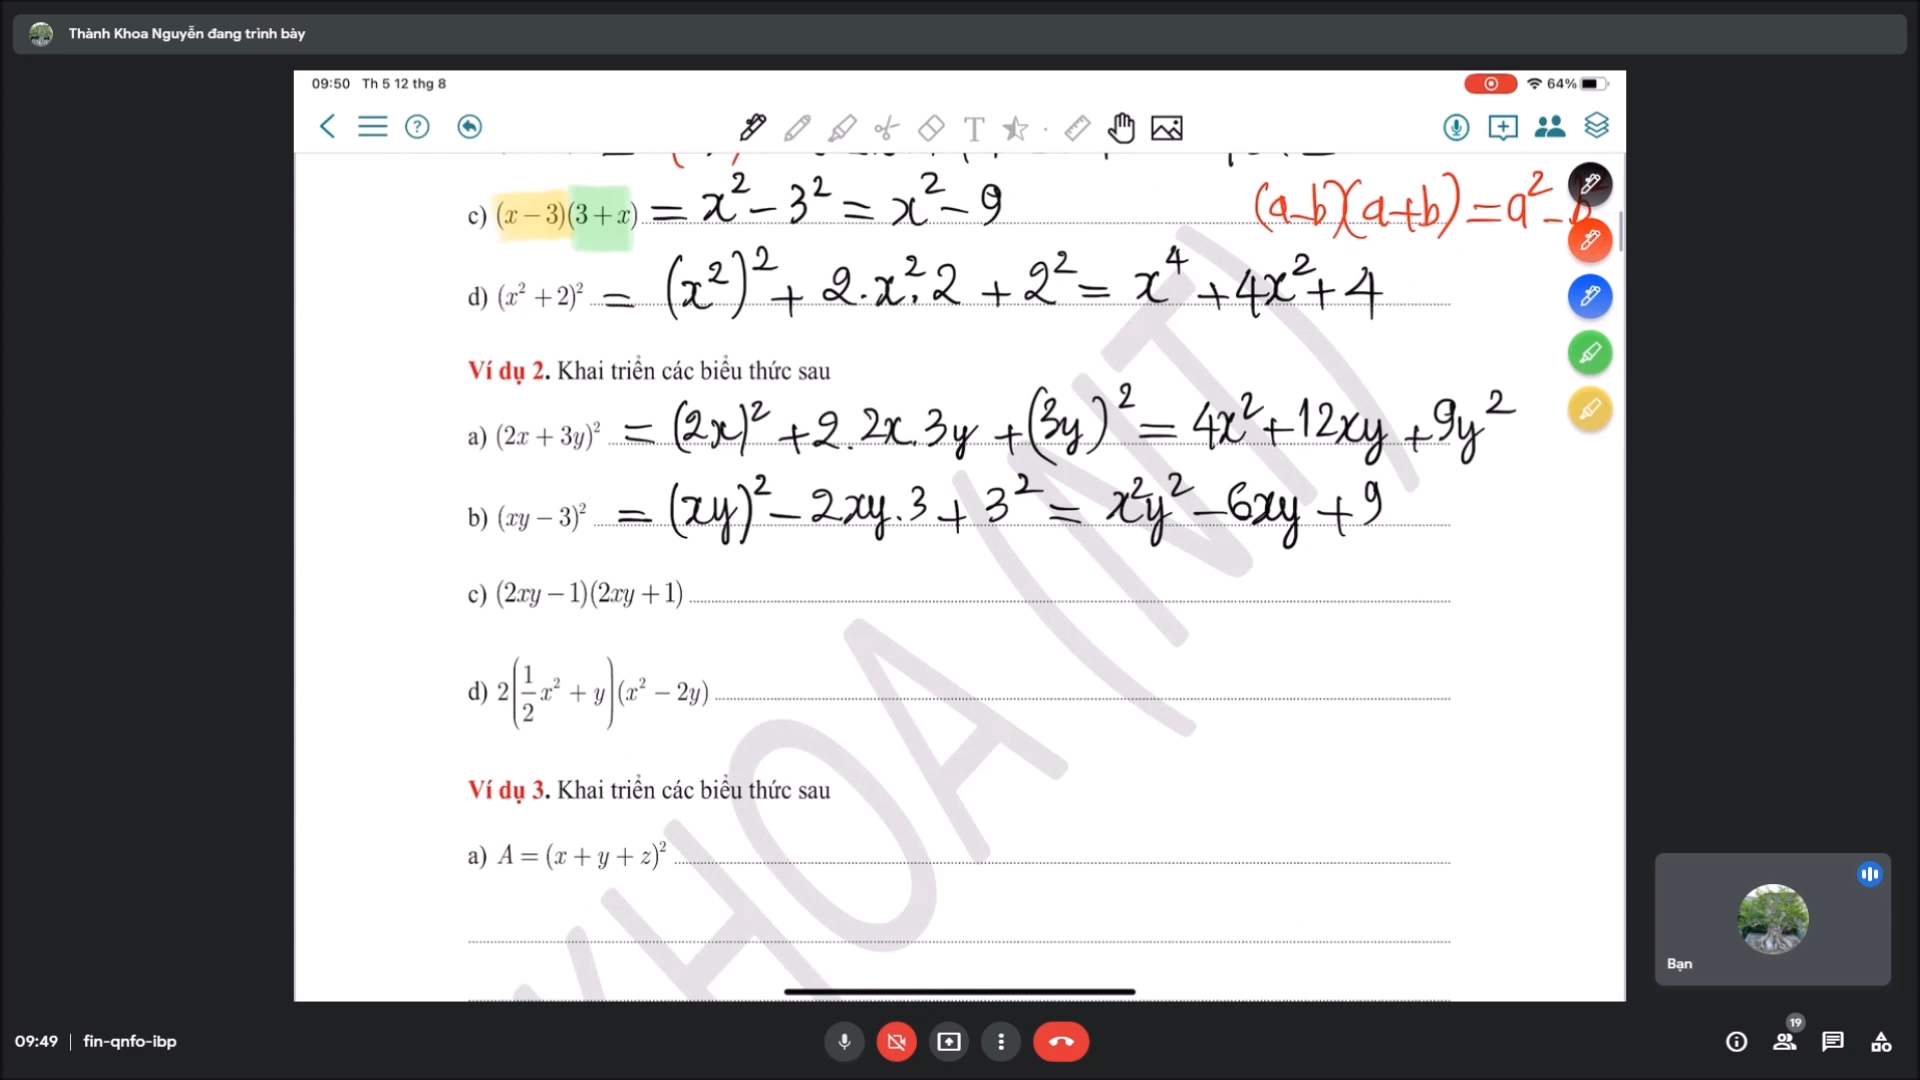 Thành Khoa Nguyễn đang trình bày
09:50 Th 5 12 thg 8
64%
c) (x − 3)(3 + x) = x² − 3² = x² − 9
(a−b)(a+b) = a² −
d) (x² + 2)² = (x²)² + 2.x².2 + 2² = x⁴ + 4x² + 4
Ví dụ 2. Khai triển các biểu thức sau
a) (2x + 3y)² = (2x)² + 2.2x.3y + (3y)² = 4x² + 12xy + 9y²
b) (xy − 3)² = (xy)² − 2xy.3 + 3² = x²y² − 6xy + 9
c) (2xy − 1)(2xy + 1)
d) 2(1/2 x² + y)(x² − 2y)
Ví dụ 3. Khai triển các biểu thức sau
a) A = (x + y + z)²
KHOA (NT)
Bạn
09:49 | fin-qnfo-ibp
19